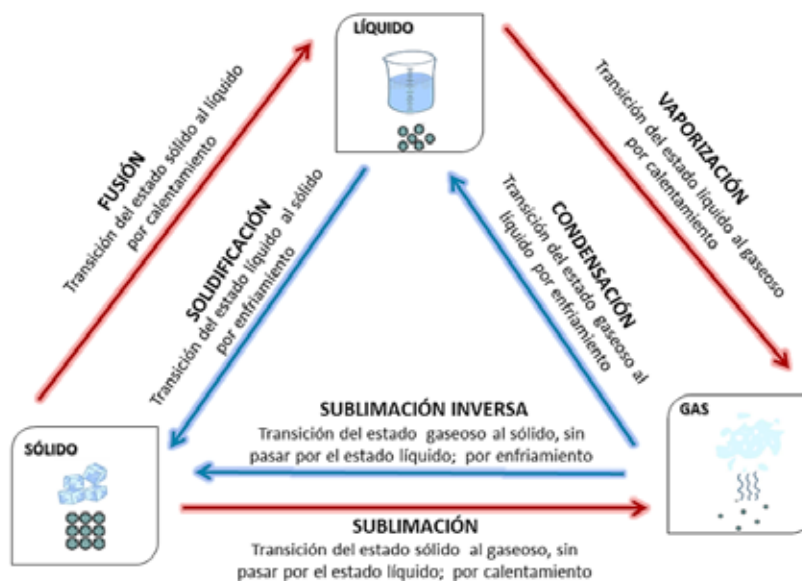 LÍQUIDO
FUSIÓN
Transición del estado sólido al líquido
por calentamiento
SOLIDIFICACIÓN
Transición del estado líquido al sólido
por enfriamiento
CONDENSACIÓN
Transición del estado gaseoso al
líquido por enfriamiento
VAPORIZACIÓN
Transición del estado líquido al gaseoso
por calentamiento
SÓLIDO
SUBLIMACIÓN INVERSA
Transición del estado gaseoso al sólido, sin
pasar por el estado líquido; por enfriamiento
GAS
SUBLIMACIÓN
Transición del estado sólido al gaseoso, sin
pasar por el estado líquido; por calentamiento